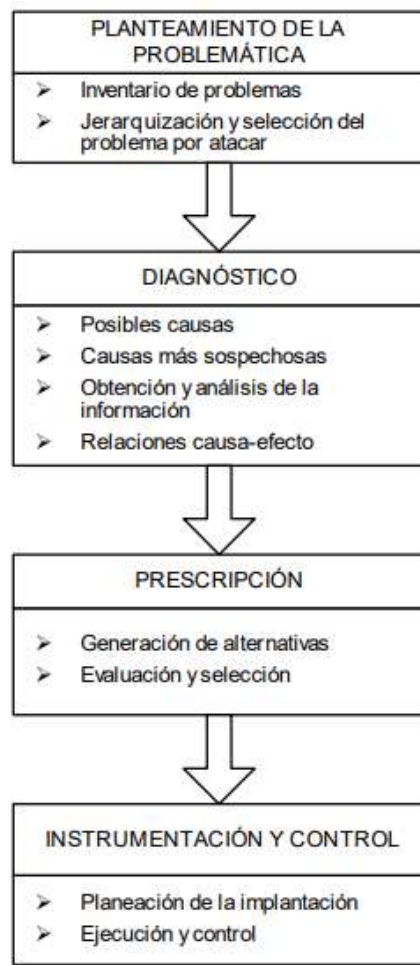 PLANTEAMIENTO DE LA
PROBLEMÁTICA
➢ Inventario de problemas
➢ Jerarquización y selección del
problema por atacar
DIAGNÓSTICO
➢ Posibles causas
➢ Causas más sospechosas
➢ Obtención y análisis de la
información
➢ Relaciones causa-efecto
PRESCRIPCIÓN
➢ Generación de alternativas
➢ Evaluación y selección
INSTRUMENTACIÓN Y CONTROL
➢ Planeación de la implantación
➢ Ejecución y control